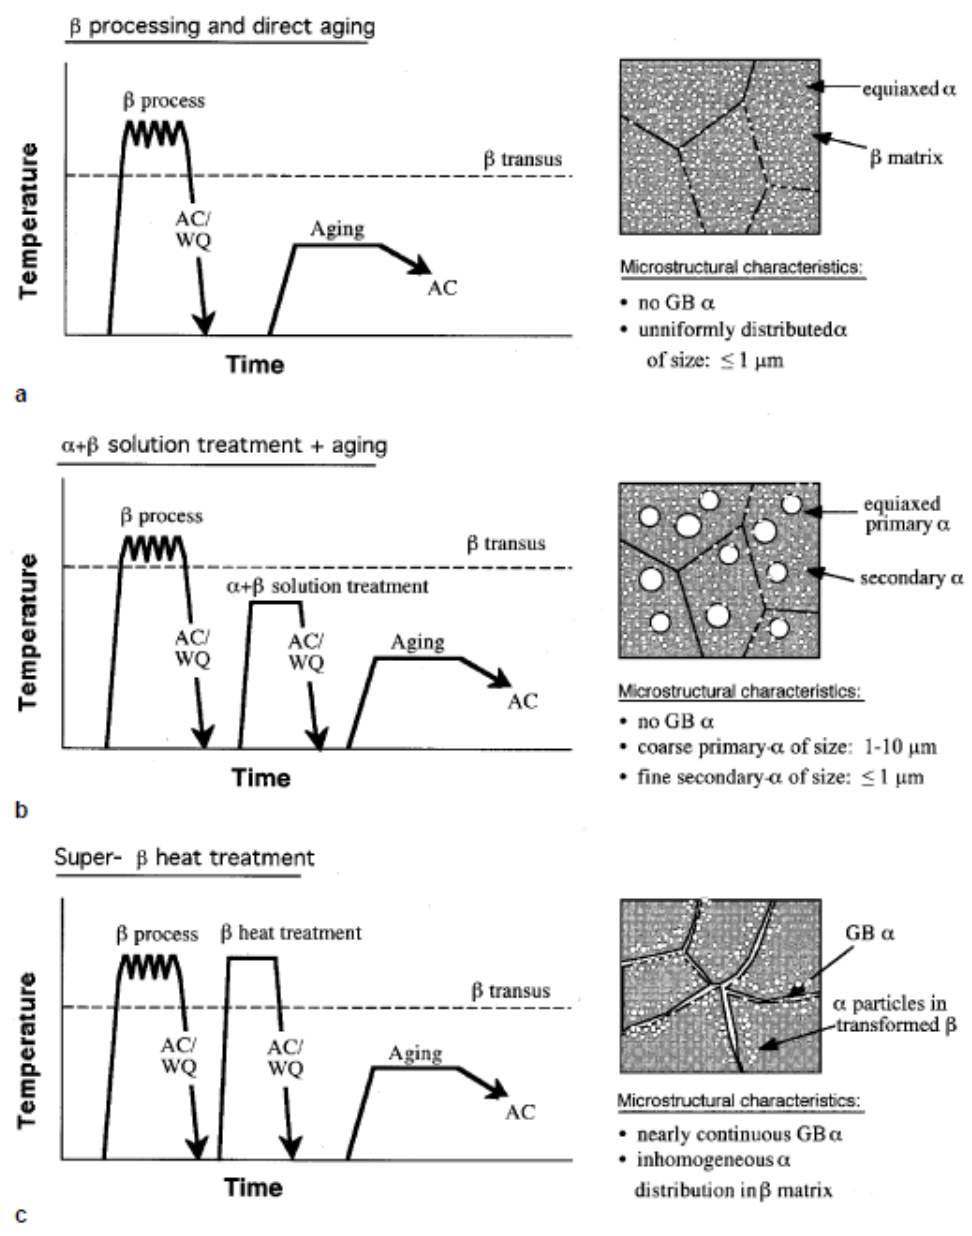 β processing and direct aging
β process
β transus
Temperature
AC/
WQ
Aging
AC
Time
equiaxed α
β matrix
Microstructural characteristics:
• no GB α
• unniformly distributed α
of size: ≤ 1 μm
a
α+β solution treatment + aging
β process
β transus
Temperature
α+β solution treatment
AC/
WQ
AC/
WQ
Aging
AC
Time
equiaxed
primary α
secondary α
Microstructural characteristics:
• no GB α
• coarse primary-α of size: 1-10 μm
• fine secondary-α of size: ≤ 1 μm
b
Super- β heat treatment
β process
β heat treatment
β transus
Temperature
AC/
WQ
AC/
WQ
Aging
AC
Time
GB α
α particles in
transformed β
Microstructural characteristics:
• nearly continuous GB α
• inhomogeneous α
distribution in β matrix
c